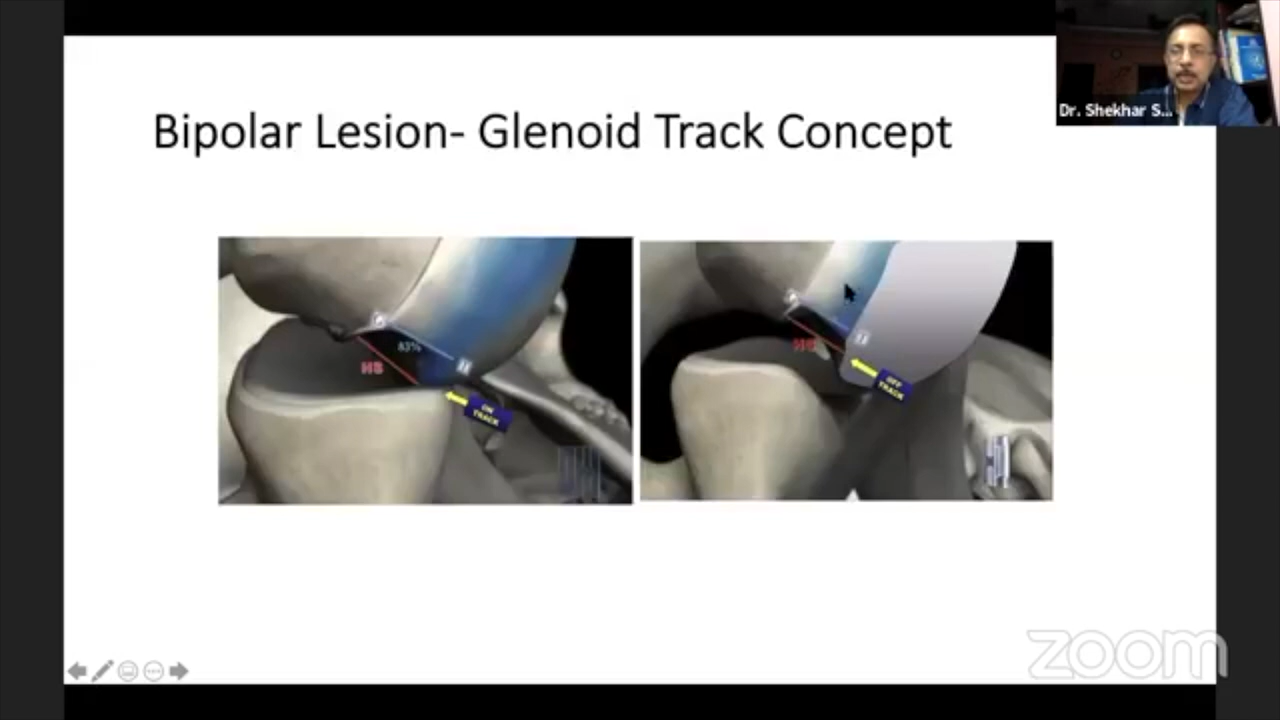 Dr. Shekhar S...
Bipolar Lesion- Glenoid Track Concept
83%
HS
ON
TRACK
HS
OFF
TRACK
zoom